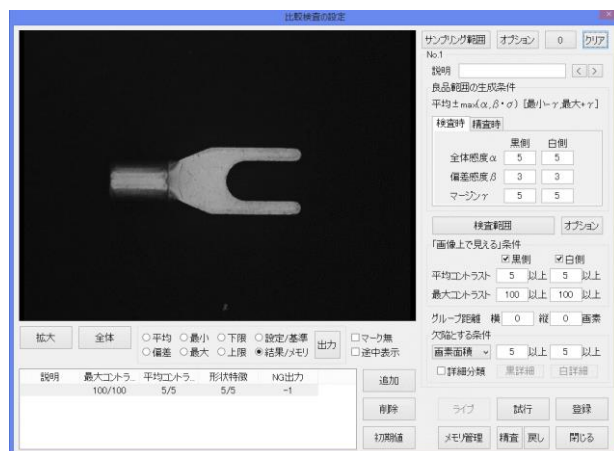 比較検査の設定
サンプリング範囲 オプション 0 クリア
No.1
説明 < >
良品範囲の生成条件
平均±max(α,β・σ) [最小-γ,最大+γ]
検査時 精査時
黒側 白側
全体感度α 5 5
偏差感度β 3 3
マージンγ 5 5
検査範囲 オプション
「画像上で見える」条件
黒側 白側
平均コントラスト 5 以上 5 以上
最大コントラスト 100 以上 100 以上
グループ距離 横 0 縦 0 画素
欠陥とする条件
画素面積 5 以上 5 以上
詳細分類 黒詳細 白詳細
ライブ 試行 登録
メモリ管理 精査 戻し 閉じる
拡大 全体 平均 最小 下限 設定/基準 出力 マーク無
偏差 最大 上限 結果/メモリ 途中表示
説明 最大コントラ... 平均コントラ... 形状特徴 NG出力
100/100 5/5 5/5 -1
追加
削除
初期値